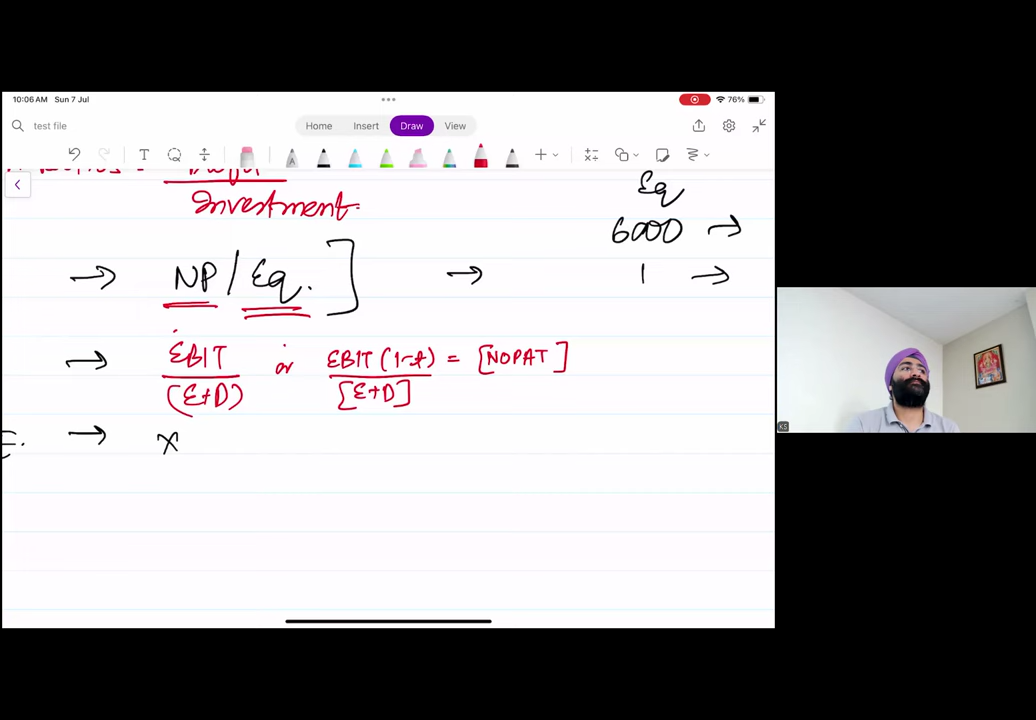 10:06 AM Sun 7 Jul
76%
test file
Home Insert Draw View
Investment.
Eq
6000 →
→ NP / Eq. ] → 1 →
→ EBIT / (E+D) or EBIT (1-t) / [E+D] = [NOPAT]
→ X
KS